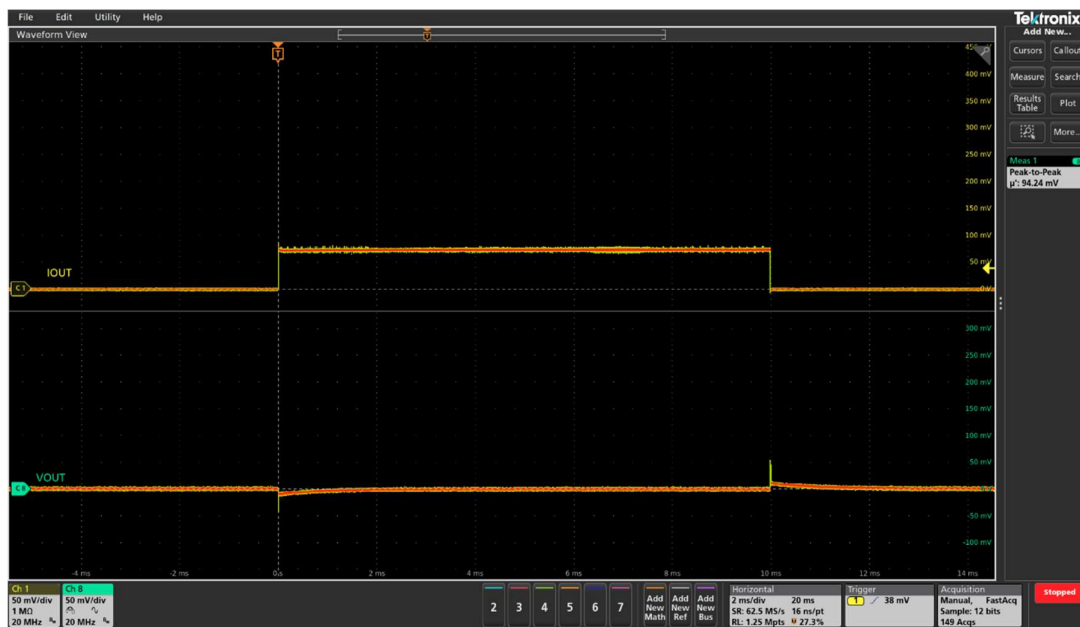 File Edit Utility Help
Tektronix
Waveform View
Add New...
T
T
Cursors Callout
Measure Search
Results Table Plot
More...
Meas 1
Peak-to-Peak
µ': 94.24 mV
450 mV
400 mV
350 mV
300 mV
250 mV
200 mV
150 mV
100 mV
50 mV
0 V
IOUT
C 1
300 mV
250 mV
200 mV
150 mV
100 mV
50 mV
VOUT
C 8
-50 mV
-100 mV
-4 ms -2 ms 0 s 2 ms 4 ms 6 ms 8 ms 10 ms 12 ms 14 ms
Ch 1
50 mV/div
1 MΩ
20 MHz
Ch 8
50 mV/div
20 MHz
2 3 4 5 6 7
Add New Math
Add New Ref
Add New Bus
Horizontal
2 ms/div 20 ms
SR: 62.5 MS/s 16 ns/pt
RL: 1.25 Mpts 27.3%
Trigger
1 38 mV
Acquisition
Manual, FastAcq
Sample: 12 bits
149 Acqs
Stopped